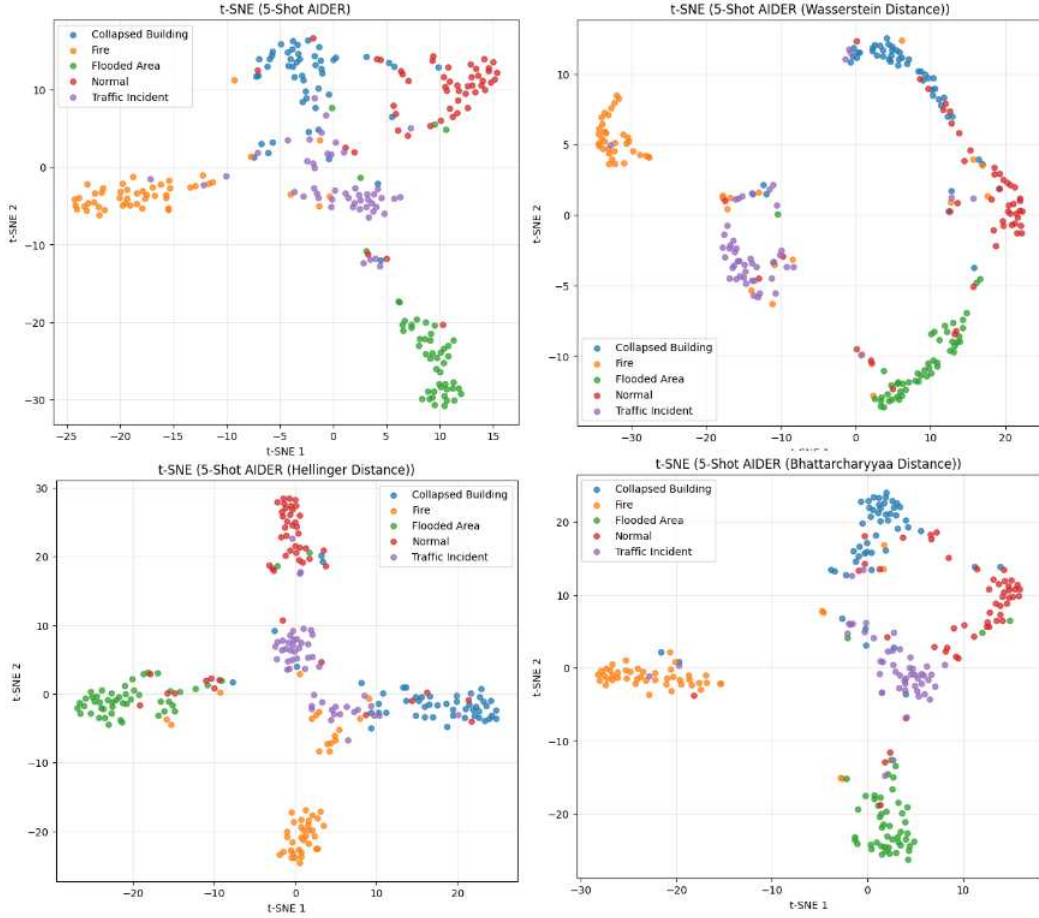 t-SNE (5-Shot AIDER)
Collapsed Building
Fire
Flooded Area
Normal
Traffic Incident
10
0
−10
−20
−30
t-SNE 2
−25
−20
−15
−10
−5
0
5
10
15
t-SNE 1
t-SNE (5-Shot AIDER (Wasserstein Distance))
10
5
0
−5
−10
t-SNE 2
Collapsed Building
Fire
Flooded Area
Normal
Traffic Incident
−30
−20
−10
0
10
20
t-SNE 1
t-SNE (5-Shot AIDER (Hellinger Distance))
Collapsed Building
Fire
Flooded Area
Normal
Traffic Incident
30
20
10
0
−10
−20
t-SNE 2
−20
−10
0
10
20
t-SNE 1
t-SNE (5-Shot AIDER (Bhattarcharyyaa Distance))
Collapsed Building
Fire
Flooded Area
Normal
Traffic Incident
20
10
0
−10
−20
t-SNE 2
−30
−20
−10
0
10
t-SNE 1